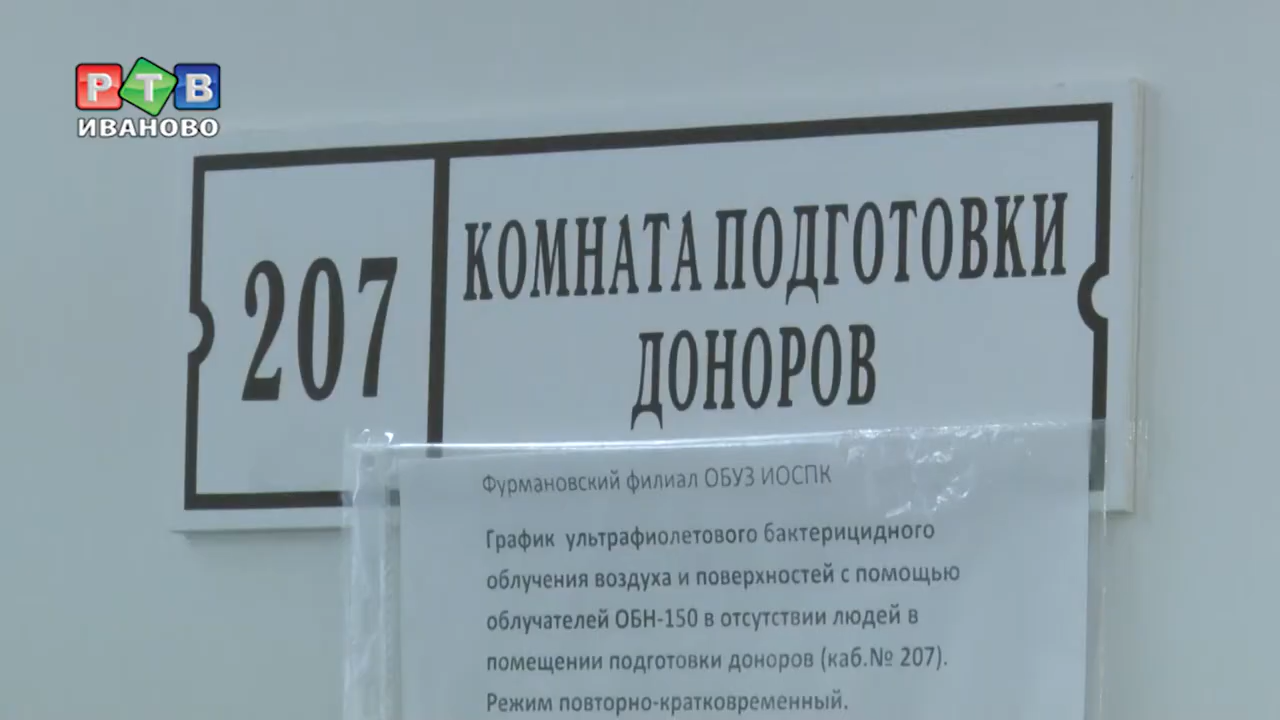 РТВ
ИВАНОВО
207
КОМНАТА ПОДГОТОВКИ
ДОНОРОВ
Фурмановский филиал ОБУЗ ИОСПК
График ультрафиолетового бактерицидного
облучения воздуха и поверхностей с помощью
облучателей ОБН-150 в отсутствии людей в
помещении подготовки доноров (каб.№ 207).
Режим повторно-кратковременный.